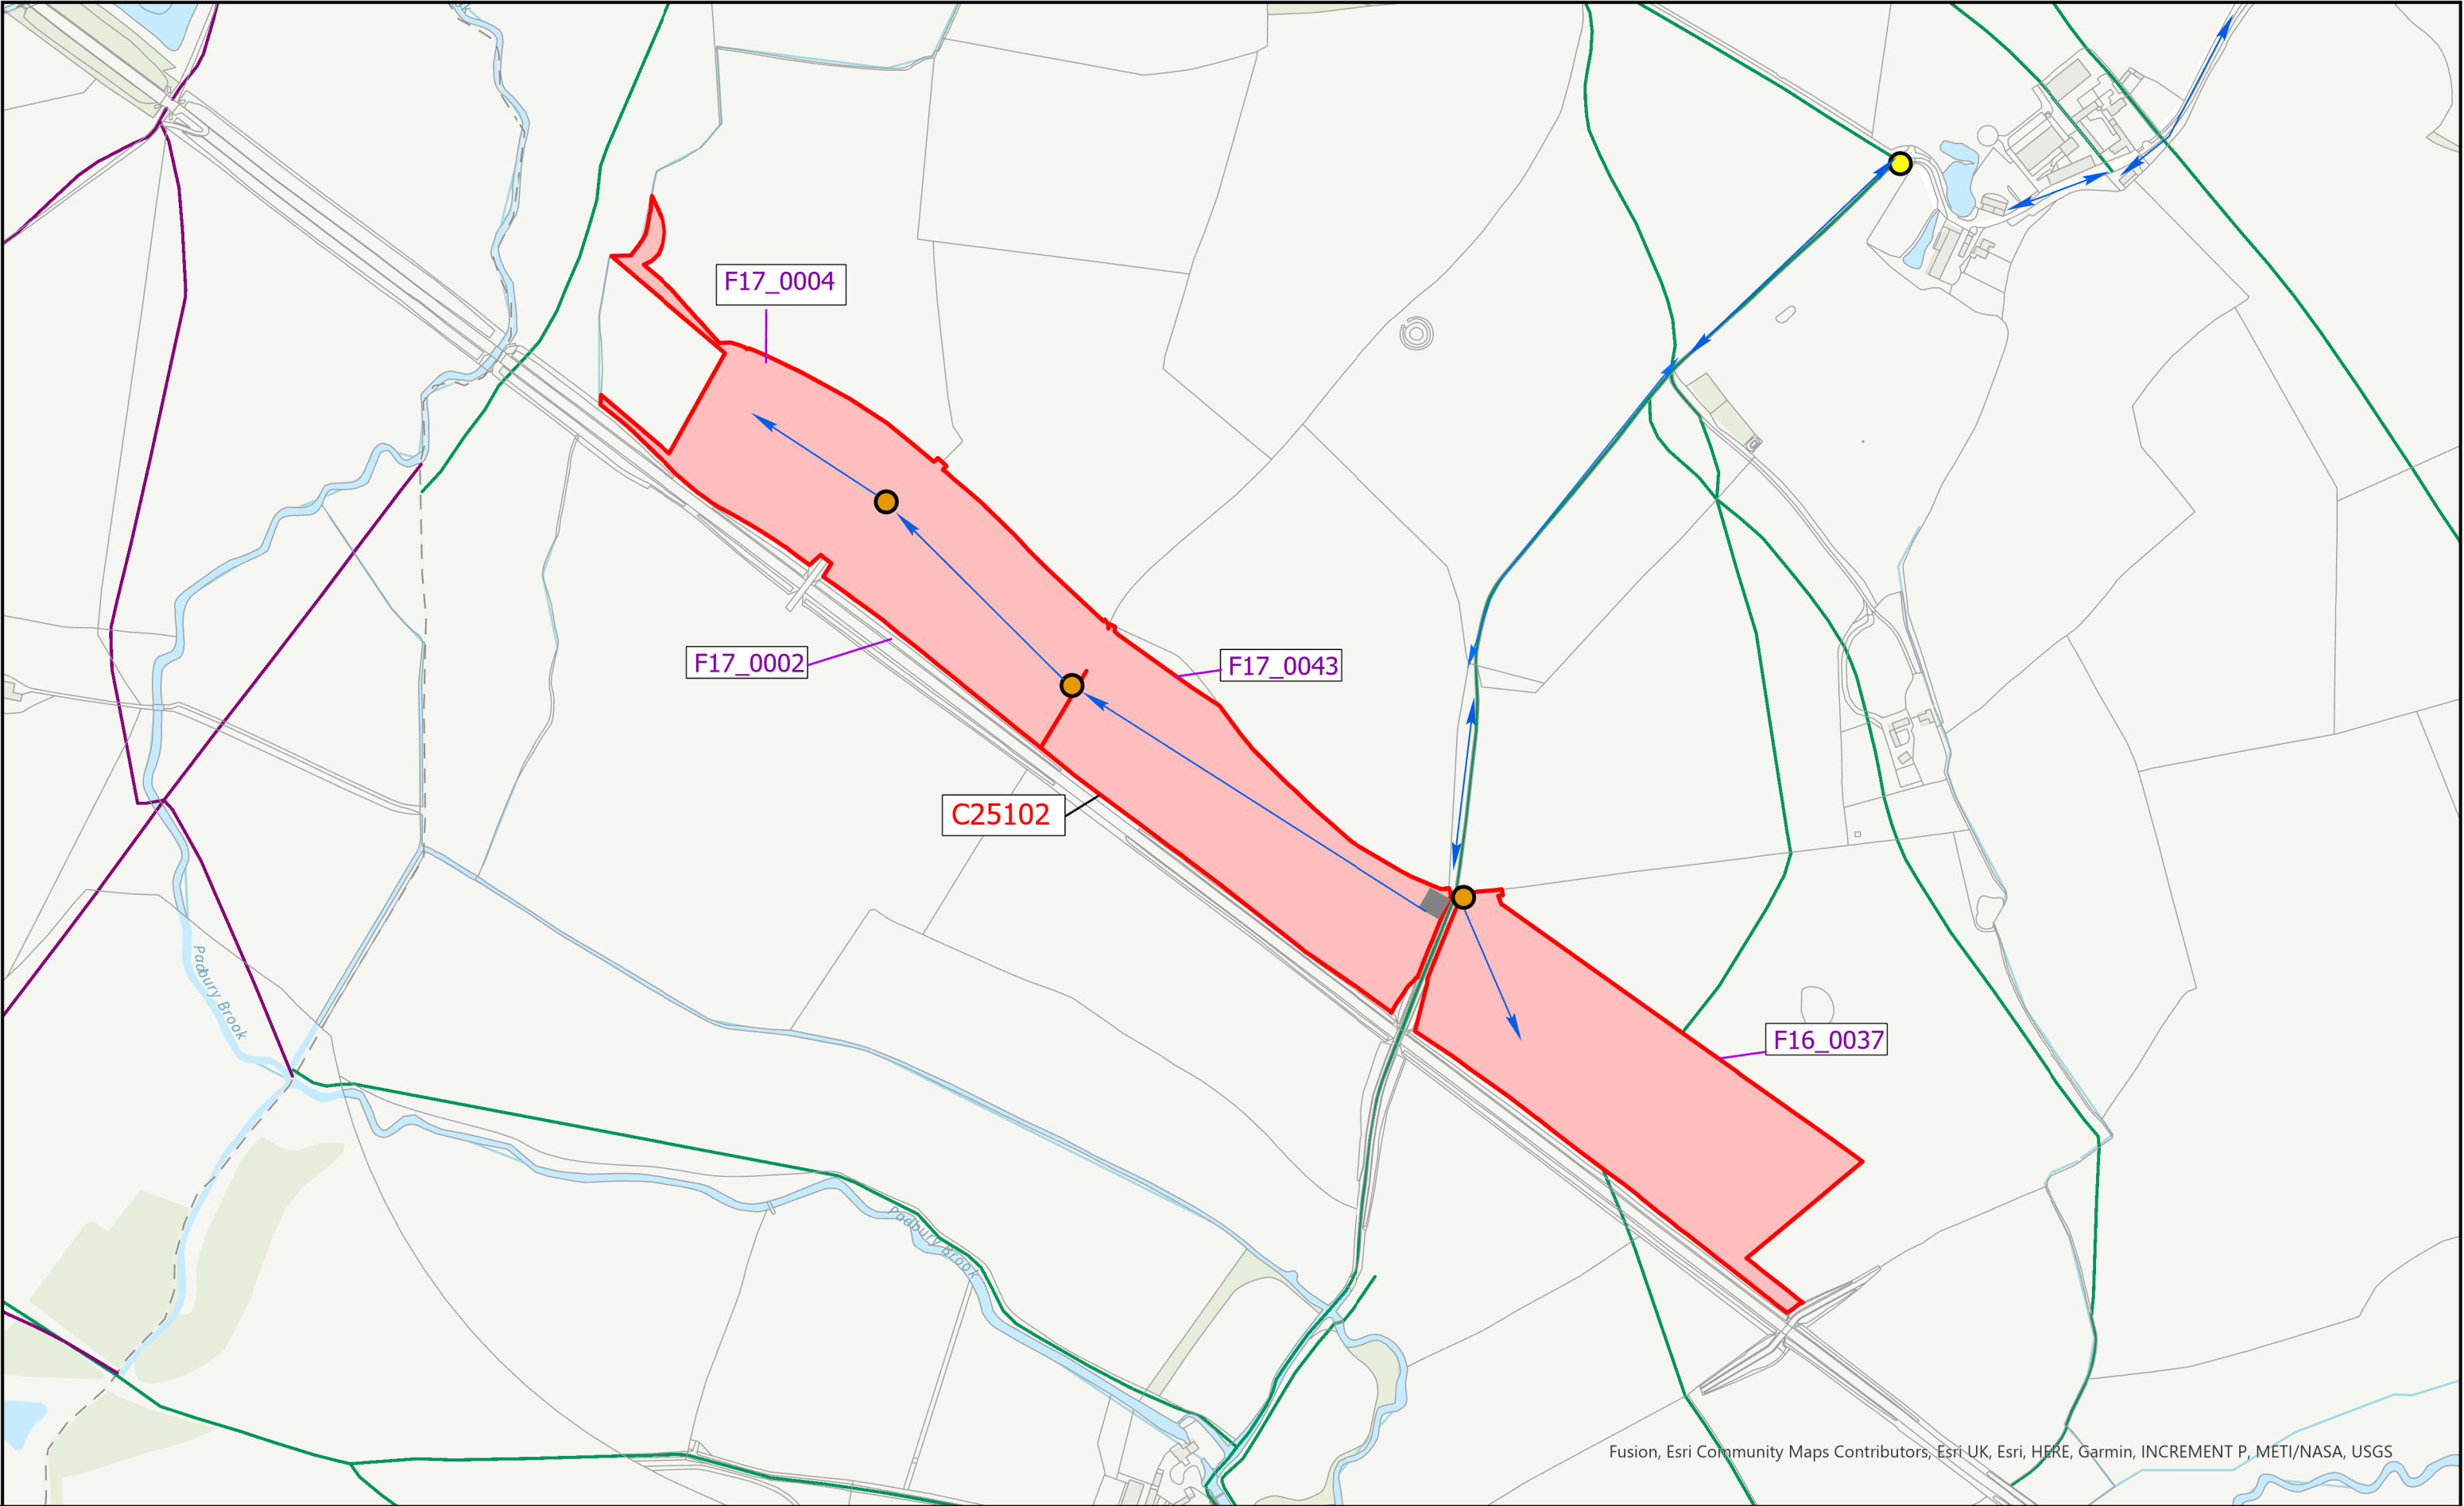 F17_0004
F17_0002
F17_0043
C25102
Padbury Brook
F16_0037
Padbury Brook
Fusion, Esri Community Maps Contributors, Esri UK, Esri, HERE, Garmin, INCREMENT P, METI/NASA, USGS